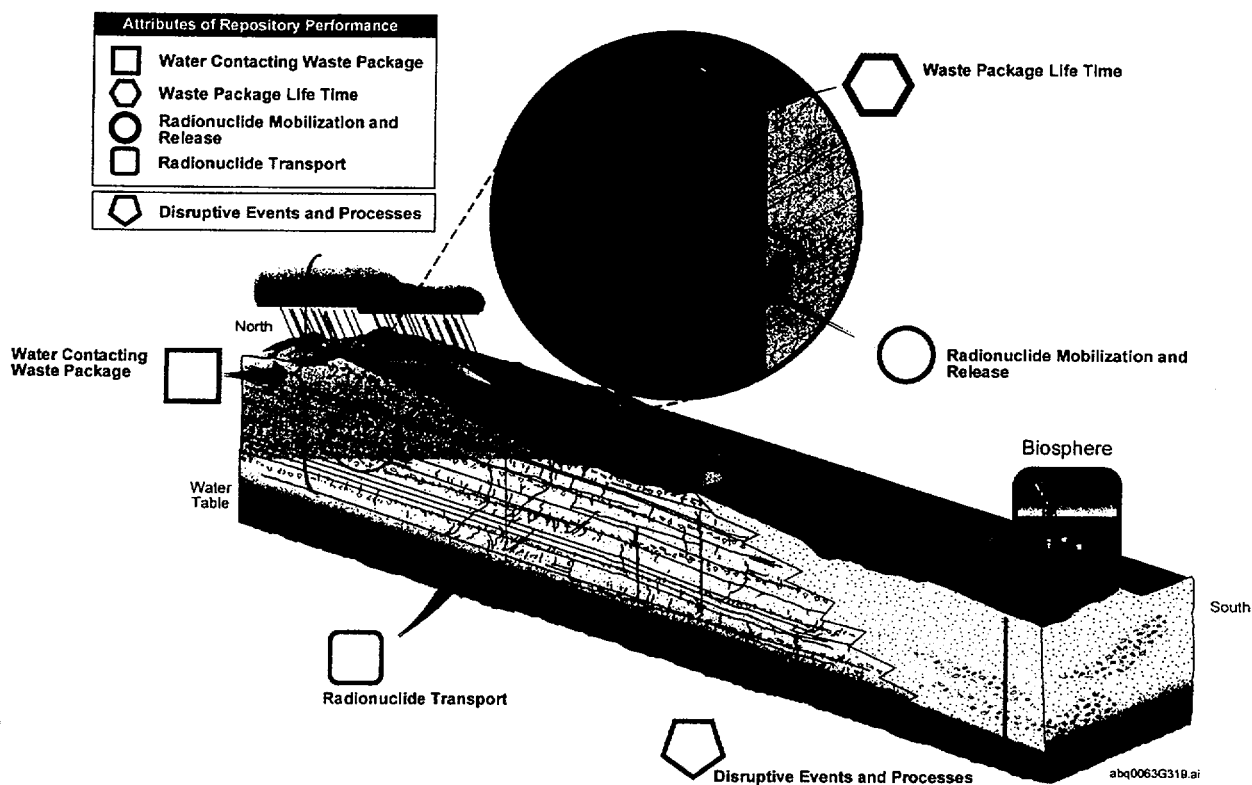 Attributes of Repository Performance
Water Contacting Waste Package
Waste Package Life Time
Radionuclide Mobilization and
Release
Radionuclide Transport
Disruptive Events and Processes
Waste Package Life Time
North
Water Contacting
Waste Package
Radionuclide Mobilization and
Release
Biosphere
Water
Table
South
Radionuclide Transport
Disruptive Events and Processes
abq0063G319.ai